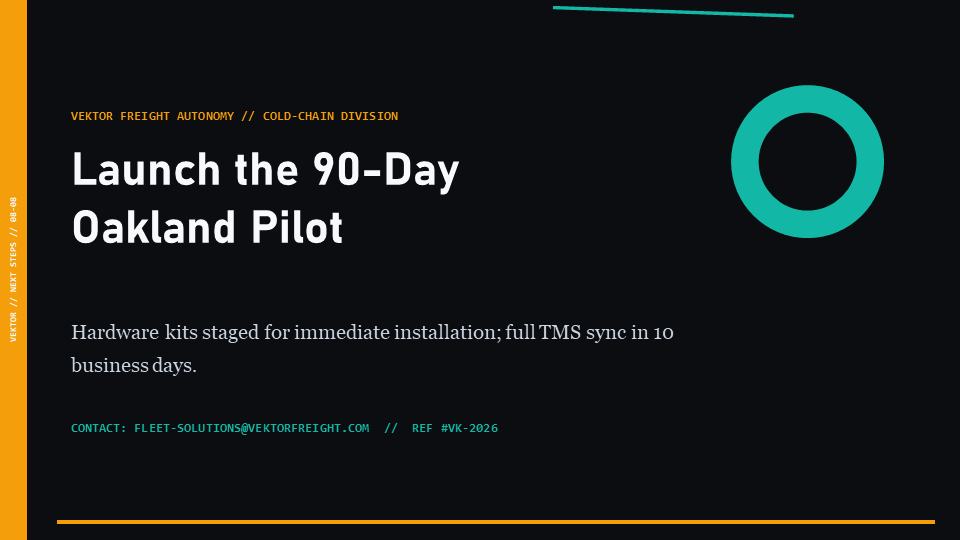 VEKTOR // NEXT STEPS // 08-08
VEKTOR FREIGHT AUTONOMY // COLD-CHAIN DIVISION
Launch the 90-Day
Oakland Pilot
Hardware kits staged for immediate installation; full TMS sync in 10
business days.
CONTACT: FLEET-SOLUTIONS@VEKTORFREIGHT.COM // REF #VK-2026